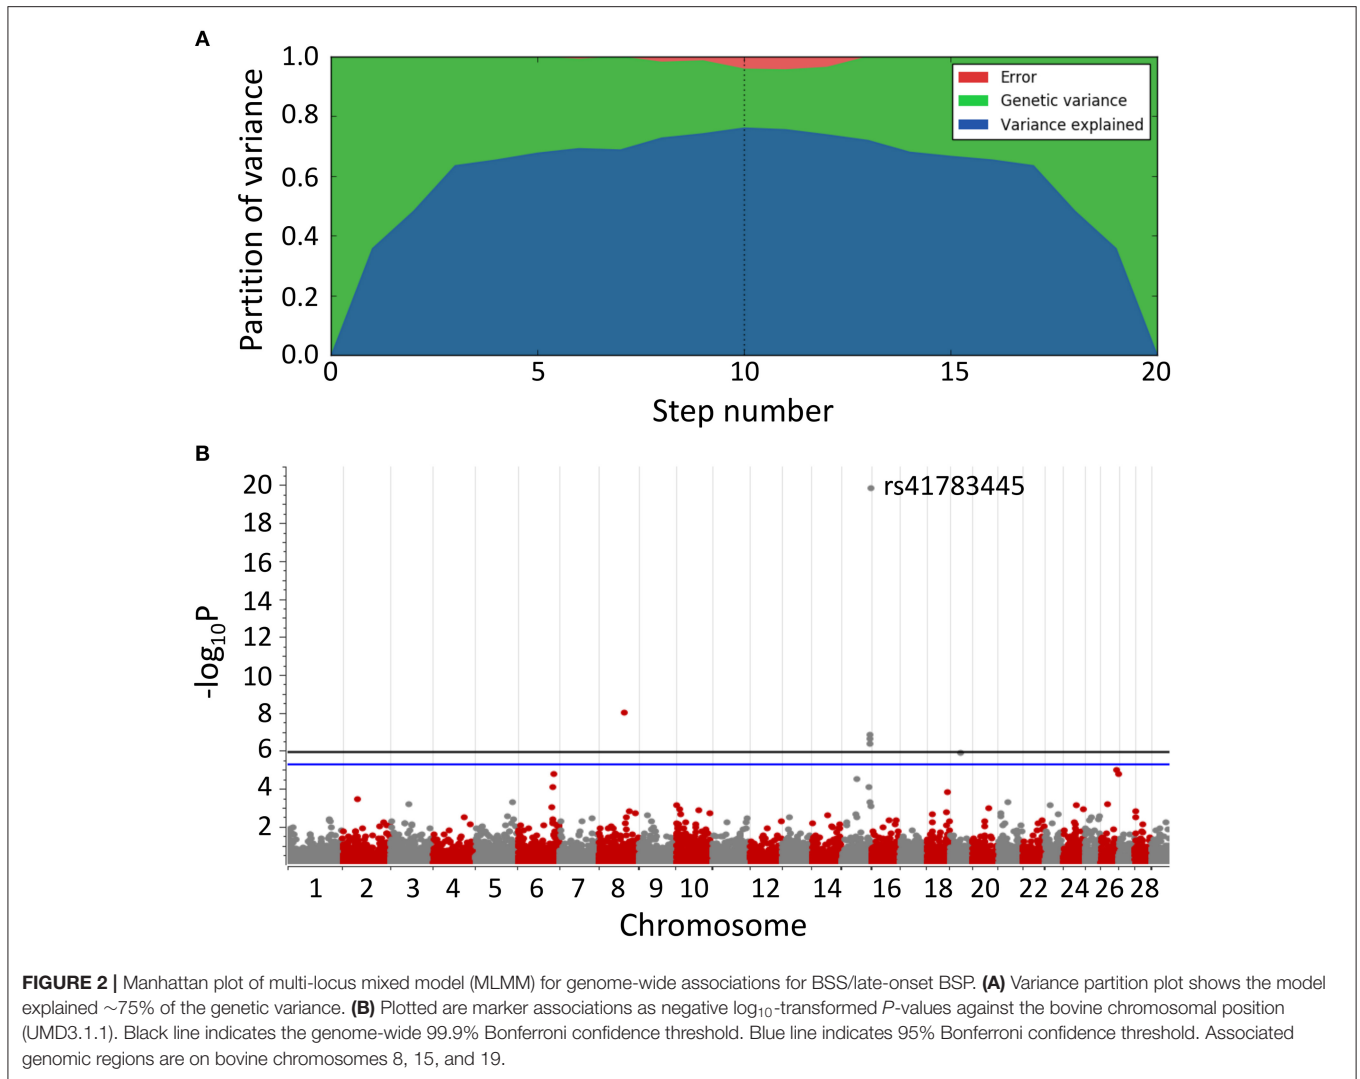 A
1.0
0.8
0.6
0.4
0.2
0.0
Partition of variance
Error
Genetic variance
Variance explained
0 5 10 15 20
Step number
B
20
18
16
14
12
10
8
6
4
2
-log10P
rs41783445
1 2 3 4 5 6 7 8 9 10 12 14 16 18 20 22 24 26 28
Chromosome
FIGURE 2 | Manhattan plot of multi-locus mixed model (MLMM) for genome-wide associations for BSS/late-onset BSP. (A) Variance partition plot shows the model
explained ~75% of the genetic variance. (B) Plotted are marker associations as negative log10-transformed P-values against the bovine chromosomal position
(UMD3.1.1). Black line indicates the genome-wide 99.9% Bonferroni confidence threshold. Blue line indicates 95% Bonferroni confidence threshold. Associated
genomic regions are on bovine chromosomes 8, 15, and 19.